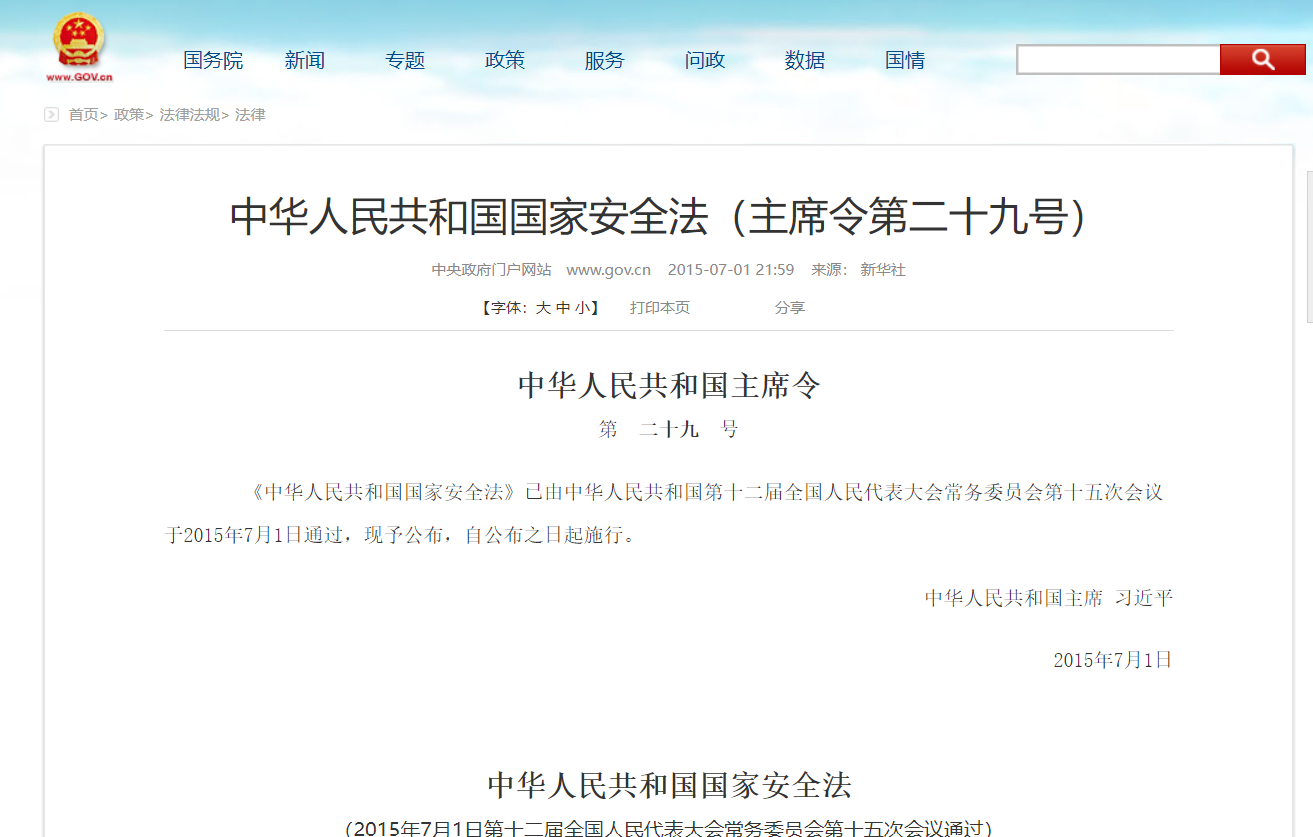 www.GOV.cn
国务院 新闻 专题 政策 服务 问政 数据 国情
首页> 政策> 法律法规> 法律
中华人民共和国国家安全法（主席令第二十九号）
中央政府门户网站 www.gov.cn 2015-07-01 21:59 来源： 新华社
【字体：大 中 小】 打印本页 分享
中华人民共和国主席令
第 二十九 号
《中华人民共和国国家安全法》已由中华人民共和国第十二届全国人民代表大会常务委员会第十五次会议
于2015年7月1日通过，现予公布，自公布之日起施行。
中华人民共和国主席 习近平
2015年7月1日
中华人民共和国国家安全法
（2015年7月1日第十二届全国人民代表大会常务委员会第十五次会议通过）